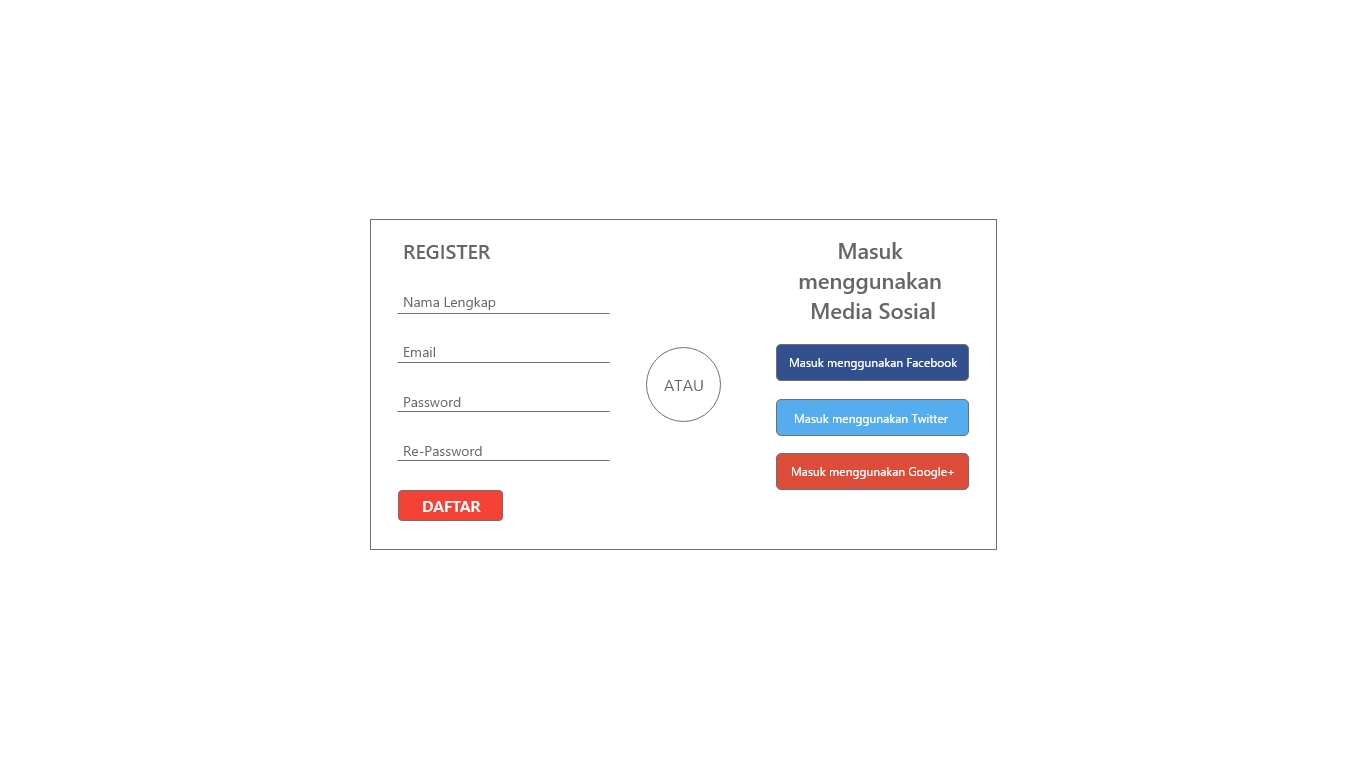 REGISTER
Nama Lengkap
Email
Password
Re-Password
DAFTAR
ATAU
Masuk
menggunakan
Media Sosial
Masuk menggunakan Facebook
Masuk menggunakan Twitter
Masuk menggunakan Google+